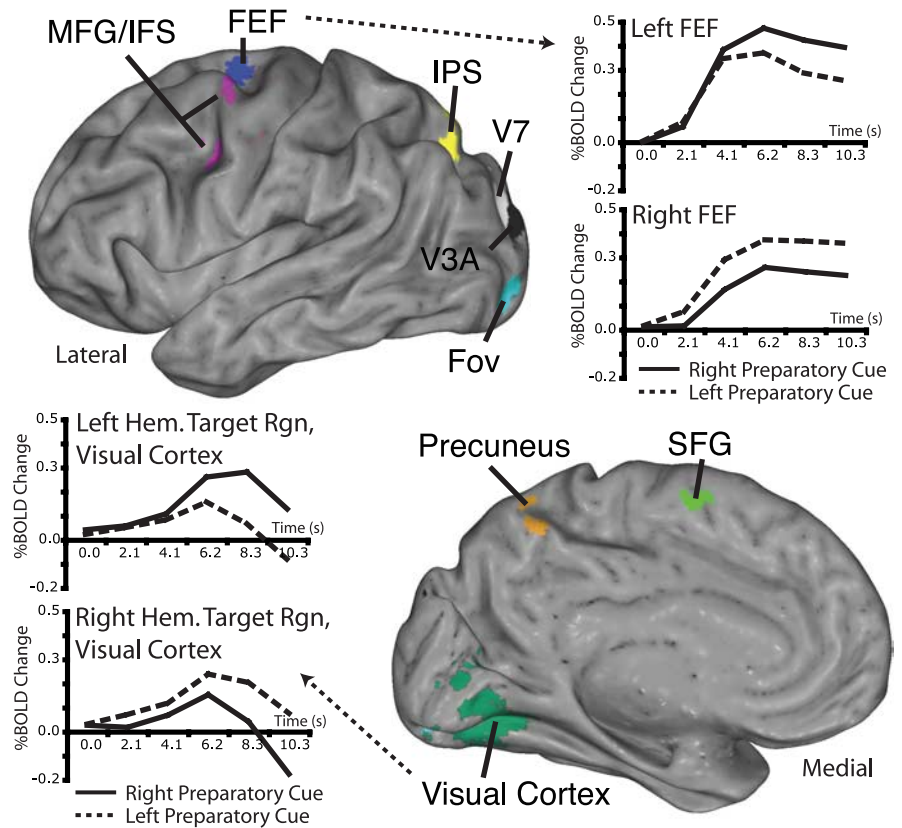 MFG/IFS
FEF
IPS
V7
V3A
Fov
Lateral
Left FEF
%BOLD Change
0.5
0.3
0.0
-0.2
Time (s)
0.0 2.1 4.1 6.2 8.3 10.3
Right FEF
%BOLD Change
0.5
0.3
0.0
-0.2
Time (s)
0.0 2.1 4.1 6.2 8.3 10.3
Right Preparatory Cue
Left Preparatory Cue
Left Hem. Target Rgn,
Visual Cortex
%BOLD Change
0.5
0.3
0.0
-0.2
Time (s)
0.0 2.1 4.1 6.2 8.3 10.3
Right Hem. Target Rgn,
Visual Cortex
%BOLD Change
0.5
0.3
0.0
-0.2
Time (s)
0.0 2.1 4.1 6.2 8.3 10.3
Right Preparatory Cue
Left Preparatory Cue
Precuneus
SFG
Visual Cortex
Medial